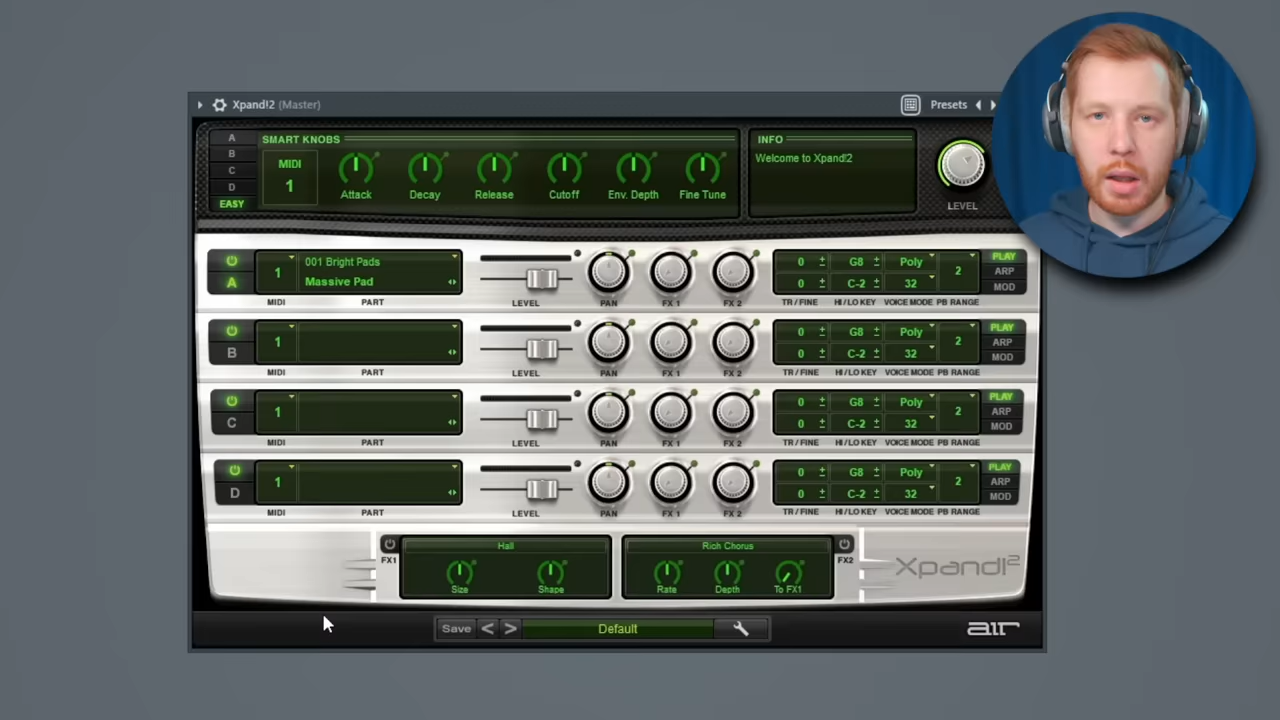 Xpand!2 (Master)
Presets
A
B
C
D
EASY
SMART KNOBS
MIDI
1
Attack
Decay
Release
Cutoff
Env. Depth
Fine Tune
INFO
Welcome to Xpand!2
LEVEL
A
1
001 Bright Pads
Massive Pad
MIDI
PART
LEVEL
PAN
FX 1
FX 2
0 G8 Poly
2
0 C-2 32
TR / FINE HI / LO KEY VOICE MODE PB RANGE
PLAY
ARP
MOD
B
1
MIDI
PART
LEVEL
PAN
FX 1
FX 2
0 G8 Poly
2
0 C-2 32
TR / FINE HI / LO KEY VOICE MODE PB RANGE
PLAY
ARP
MOD
C
1
MIDI
PART
LEVEL
PAN
FX 1
FX 2
0 G8 Poly
2
0 C-2 32
TR / FINE HI / LO KEY VOICE MODE PB RANGE
PLAY
ARP
MOD
D
1
MIDI
PART
LEVEL
PAN
FX 1
FX 2
0 G8 Poly
2
0 C-2 32
TR / FINE HI / LO KEY VOICE MODE PB RANGE
PLAY
ARP
MOD
FX1
Hall
Size
Shape
Rich Chorus
Rate
Depth
To FX1
FX2
Xpand!2
Save < >
Default
air